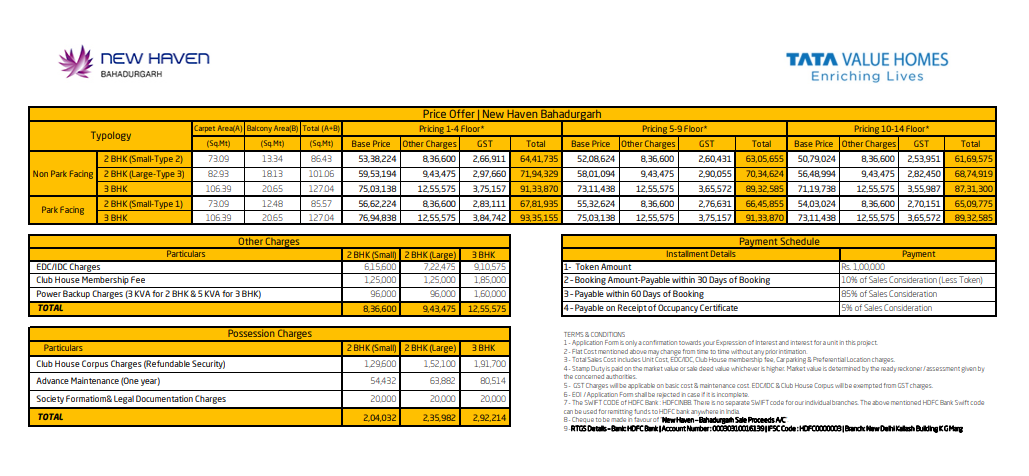 NEW HAVEN
BAHADURGARH
TATA VALUE HOMES
Enriching Lives
Price Offer | New Haven Bahadurgarh
Typology Carpet Area(A) Balcony Area(B) Total (A+B) Pricing 1-4 Floor* Pricing 5-9 Floor* Pricing 10-14 Floor*
(Sq.Mt) (Sq.Mt) (Sq.Mt) Base Price Other Charges GST Total Base Price Other Charges GST Total Base Price Other Charges GST Total
Non Park Facing
2 BHK (Small-Type 2) 73.09 13.34 86.43 53,38,224 8,36,600 2,66,911 64,41,735 52,08,624 8,36,600 2,60,431 63,05,655 50,79,024 8,36,600 2,53,951 61,69,575
2 BHK (Large-Type 3) 82.93 18.13 101.06 59,53,194 9,43,475 2,97,660 71,94,329 58,01,094 9,43,475 2,90,055 70,34,624 56,48,994 9,43,475 2,82,450 68,74,919
3 BHK 106.39 20.65 127.04 75,03,138 12,55,575 3,75,157 91,33,870 73,11,438 12,55,575 3,65,572 89,32,585 71,19,738 12,55,575 3,55,987 87,31,300
Park Facing
2 BHK (Small-Type 1) 73.09 12.48 85.57 56,62,224 8,36,600 2,83,111 67,81,935 55,32,624 8,36,600 2,76,631 66,45,855 54,03,024 8,36,600 2,70,151 65,09,775
3 BHK 106.39 20.65 127.04 76,94,838 12,55,575 3,84,742 93,35,155 75,03,138 12,55,575 3,75,157 91,33,870 73,11,438 12,55,575 3,65,572 89,32,585
Other Charges
Particulars 2 BHK (Small) 2 BHK (Large) 3 BHK
EDC/IDC Charges 6,15,600 7,22,475 9,10,575
Club House Membership Fee 1,25,000 1,25,000 1,85,000
Power Backup Charges (3 KVA for 2 BHK & 5 KVA for 3 BHK) 96,000 96,000 1,60,000
TOTAL 8,36,600 9,43,475 12,55,575
Possession Charges
Particulars 2 BHK (Small) 2 BHK (Large) 3 BHK
Club House Corpus Charges (Refundable Security) 1,29,600 1,52,100 1,91,700
Advance Maintenance (One year) 54,432 63,882 80,514
Society Formatiom& Legal Documentation Charges 20,000 20,000 20,000
TOTAL 2,04,032 2,35,982 2,92,214
Payment Schedule
Installment Details Payment
1- Token Amount Rs. 1,00,000
2 - Booking Amount-Payable within 30 Days of Booking 10% of Sales Consideration (Less Token)
3 - Payable within 60 Days of Booking 85% of Sales Consideration
4 - Payable on Receipt of Occupancy Certificate 5% of Sales Consideration
TERMS & CONDITIONS
1 - Application Form is only a confirmation towards your Expression of Interest and interest for a unit in this project.
2 - Flat Cost mentioned above may change from time to time without any prior intimation.
3 - Total Sales Cost includes Unit Cost, EDC/IDC, Club House membership fee, Car parking & Preferential Location charges.
4 - Stamp Duty is paid on the market value or sale deed value whichever is higher. Market value is determined by the ready reckoner / assessment given by
the concerned authorities.
5 - GST Charges will be applicable on basic cost & maintenance cost. EDC/IDC & Club House Corpus will be exempted from GST charges.
6 - EOI / Application Form shall be rejected in case if it is incomplete.
7 - The SWIFT CODE of HDFC Bank : HDFCINBB. There is no separate SWIFT code for our individual branches. The above mentioned HDFC Bank Swift code
can be used for remitting funds to HDFC bank anywhere in India.
8 - Cheque to be made in favour of "New Haven - Bahadurgarh Sale Proceeds A/C"
9- RTGS Details - Bank: HDFC Bank | Account Number : 00030310016139 | IFSC Code : HDFC0000003 | Branch: New Delhi Kailash Building K G Marg